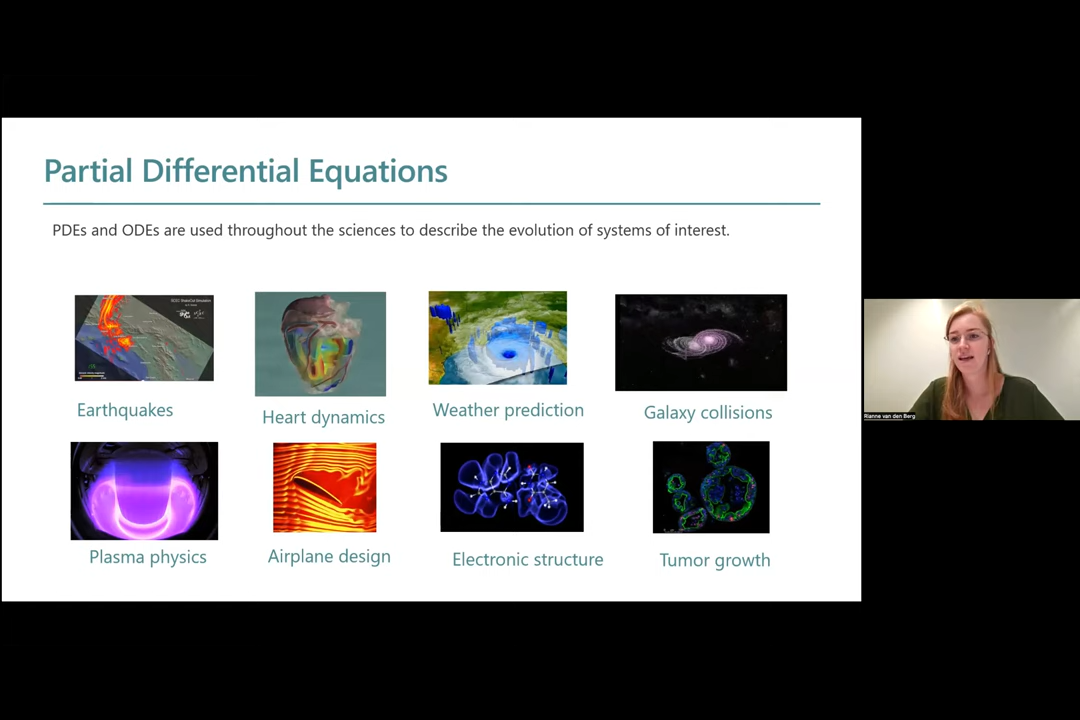 Partial Differential Equations
PDEs and ODEs are used throughout the sciences to describe the evolution of systems of interest.
Earthquakes
Heart dynamics
Weather prediction
Galaxy collisions
Plasma physics
Airplane design
Electronic structure
Tumor growth
Rianne van den Berg